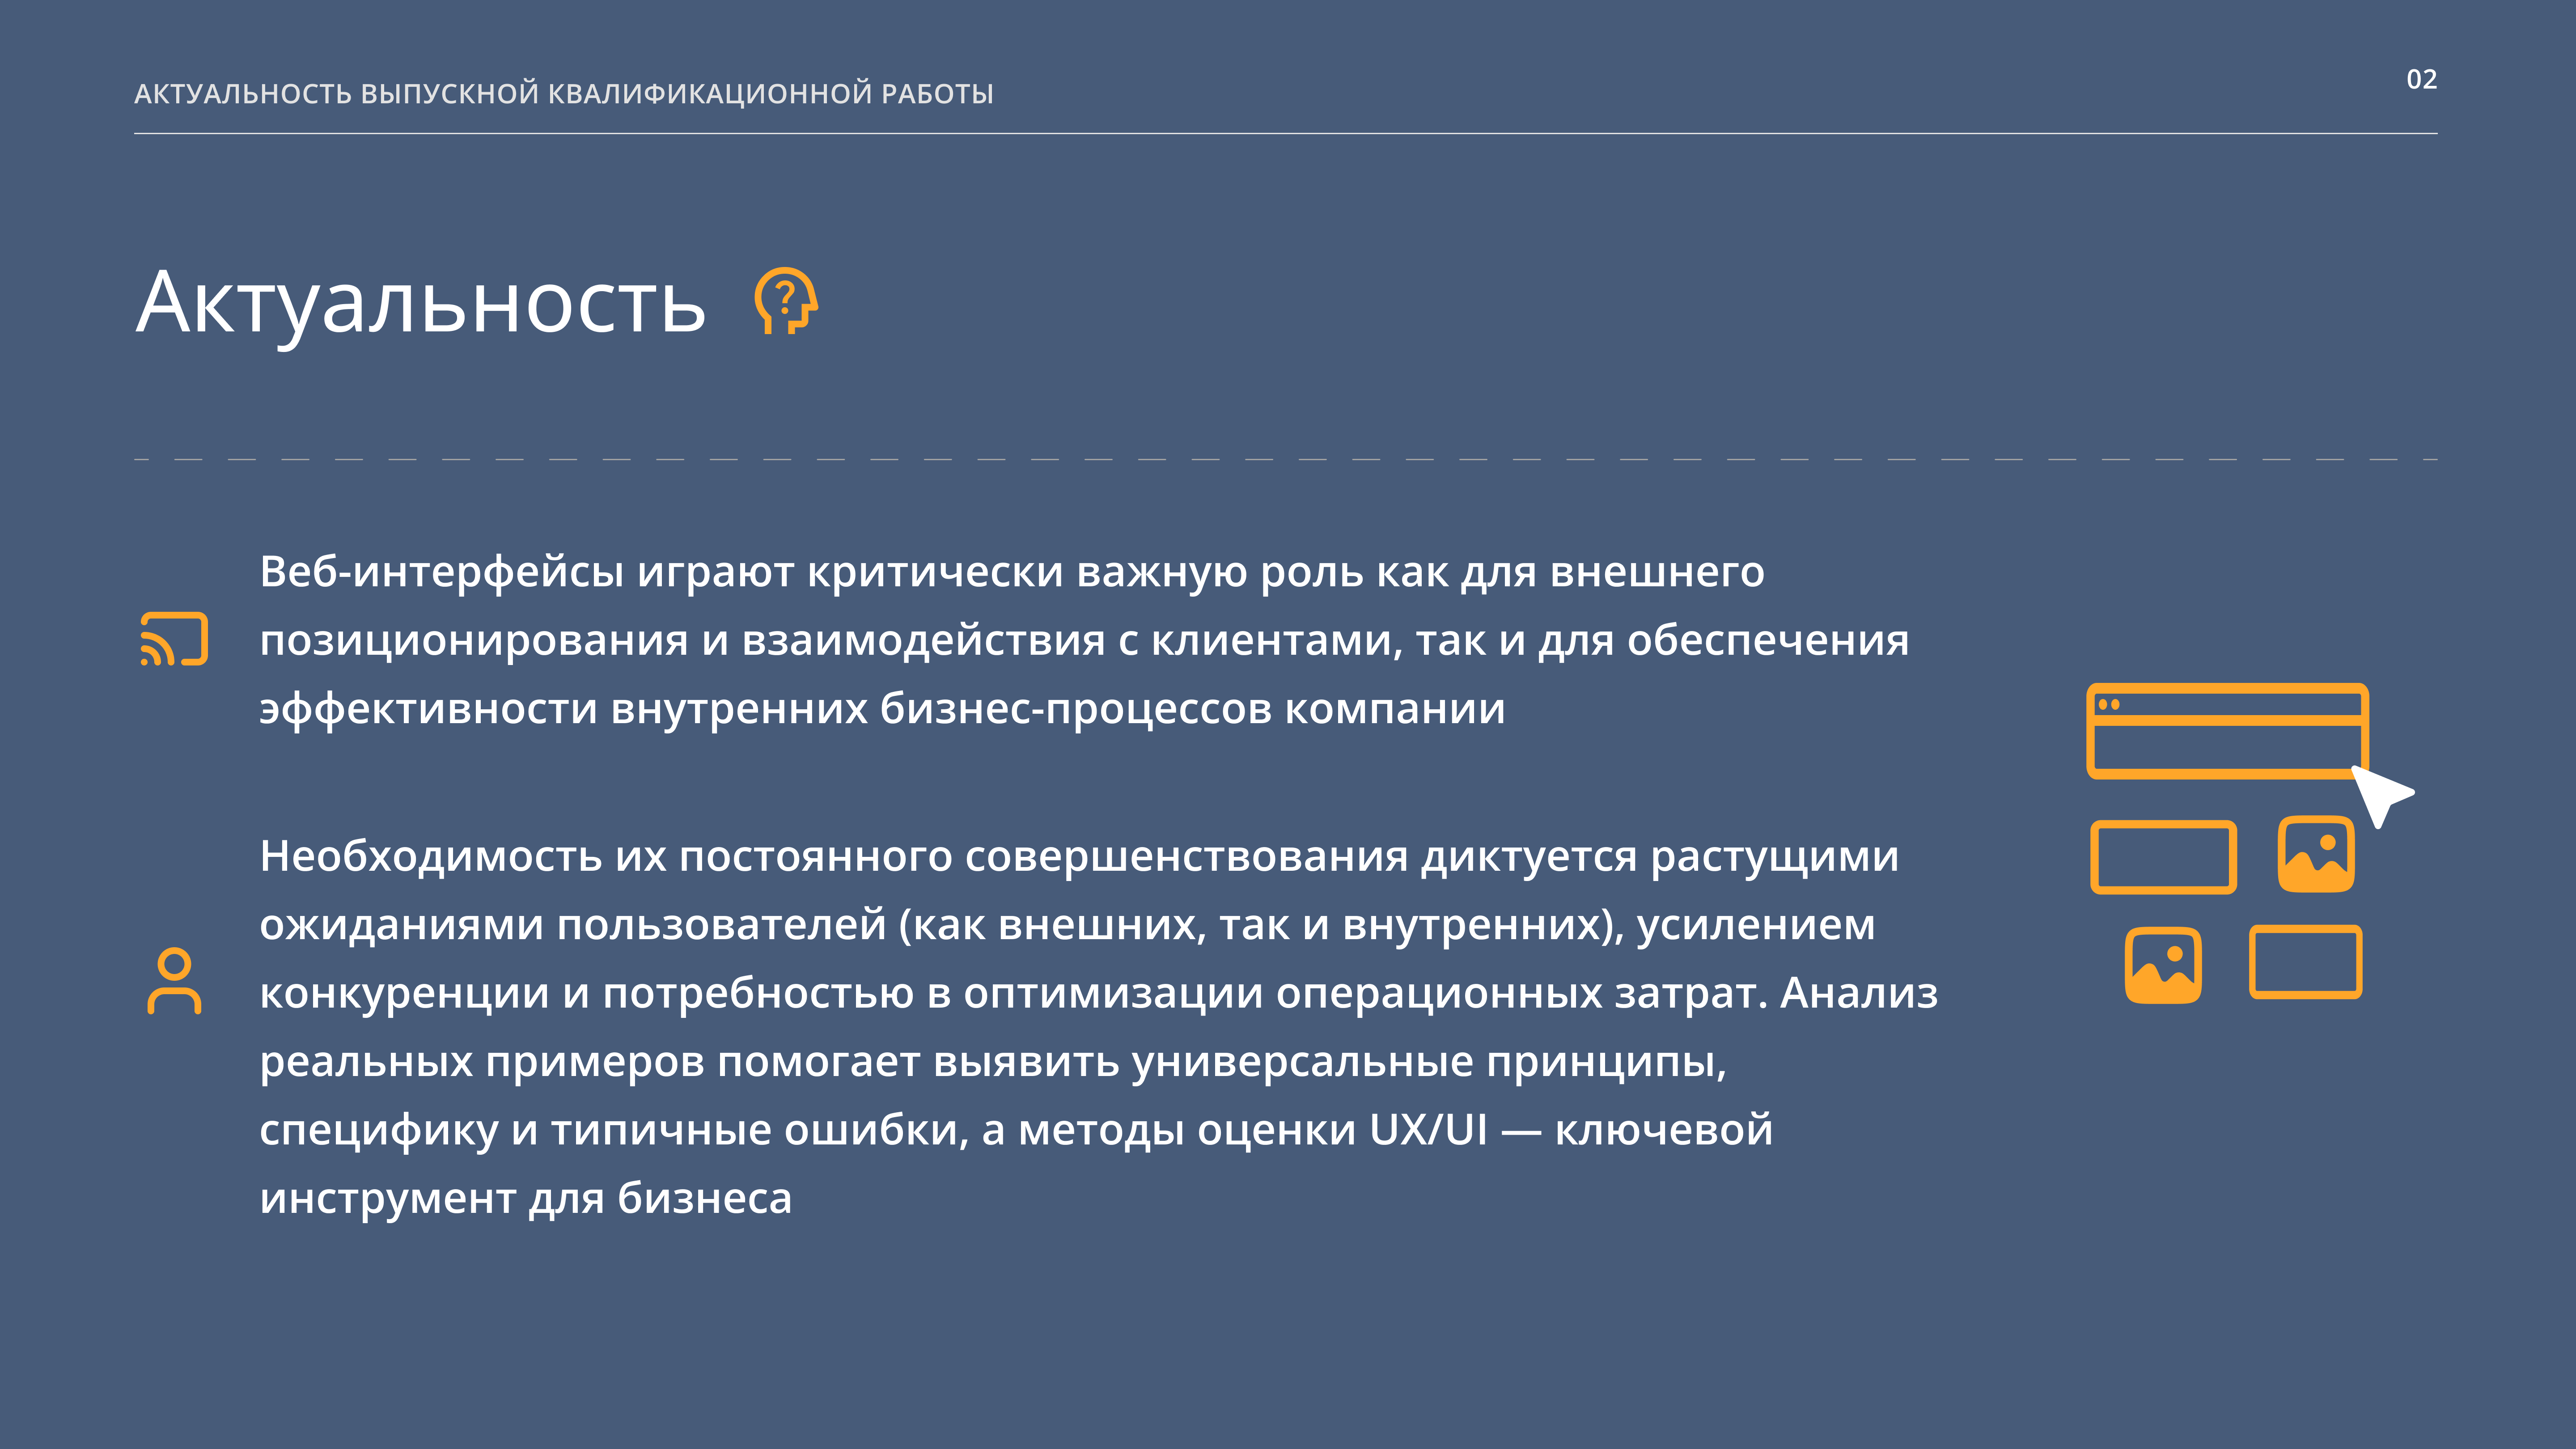 АКТУАЛЬНОСТЬ ВЫПУСКНОЙ КВАЛИФИКАЦИОННОЙ РАБОТЫ
02
Актуальность
Веб-интерфейсы играют критически важную роль как для внешнего
позиционирования и взаимодействия с клиентами, так и для обеспечения
эффективности внутренних бизнес-процессов компании
Необходимость их постоянного совершенствования диктуется растущими
ожиданиями пользователей (как внешних, так и внутренних), усилением
конкуренции и потребностью в оптимизации операционных затрат. Анализ
реальных примеров помогает выявить универсальные принципы,
специфику и типичные ошибки, а методы оценки UX/UI — ключевой
инструмент для бизнеса